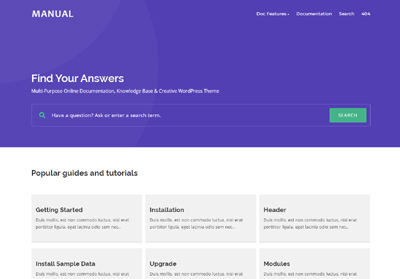 MANUAL
Doc Features Documentation Search 404
Find Your Answers
Multi-Purpose Online Documentation, Knowledge Base & Creative WordPress Theme
Have a question? Ask or enter a search term.
SEARCH
Popular guides and tutorials
Getting Started
Duis mollis, est non commodo luctus, nisi erat
porttitor ligula, eget lacinia odio sem nec...
Installation
Duis mollis, est non commodo luctus, nisi erat
porttitor ligula, eget lacinia odio sem nec...
Header
Duis mollis, est non commodo luctus, nisi erat
porttitor ligula, eget lacinia odio sem nec...
Install Sample Data
Duis mollis, est non commodo luctus, nisi erat
Upgrade
Duis mollis, est non commodo luctus, nisi erat
Modules
Duis mollis, est non commodo luctus, nisi erat